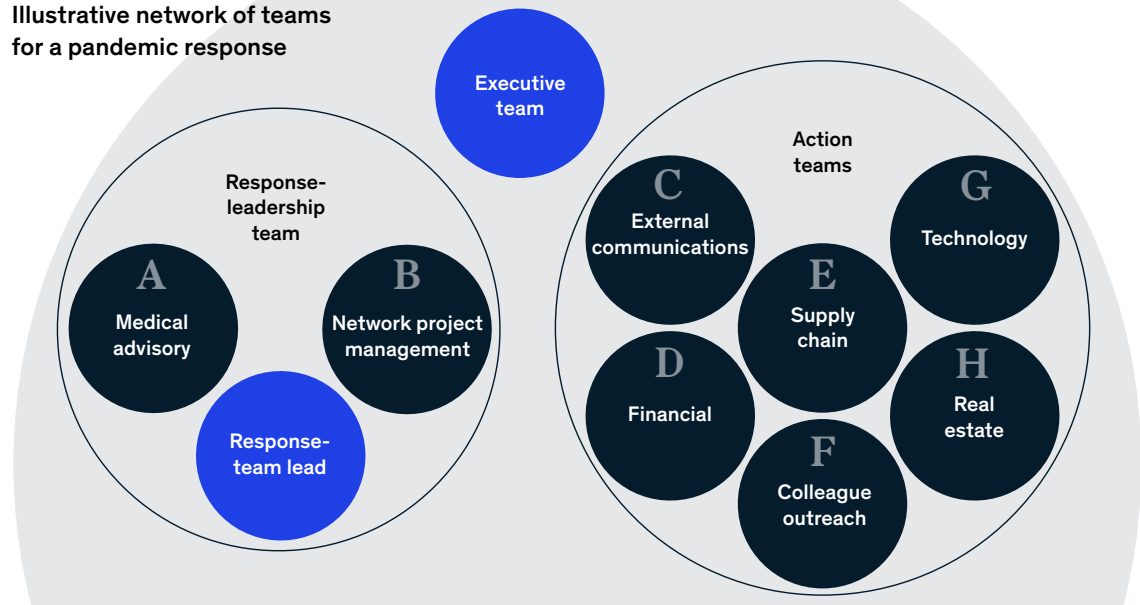 Illustrative network of teams
for a pandemic response
Executive
team
Response-
leadership
team
A
Medical
advisory
B
Network project
management
Response-
team lead
Action
teams
C
External
communications
D
Financial
E
Supply
chain
F
Colleague
outreach
G
Technology
H
Real
estate